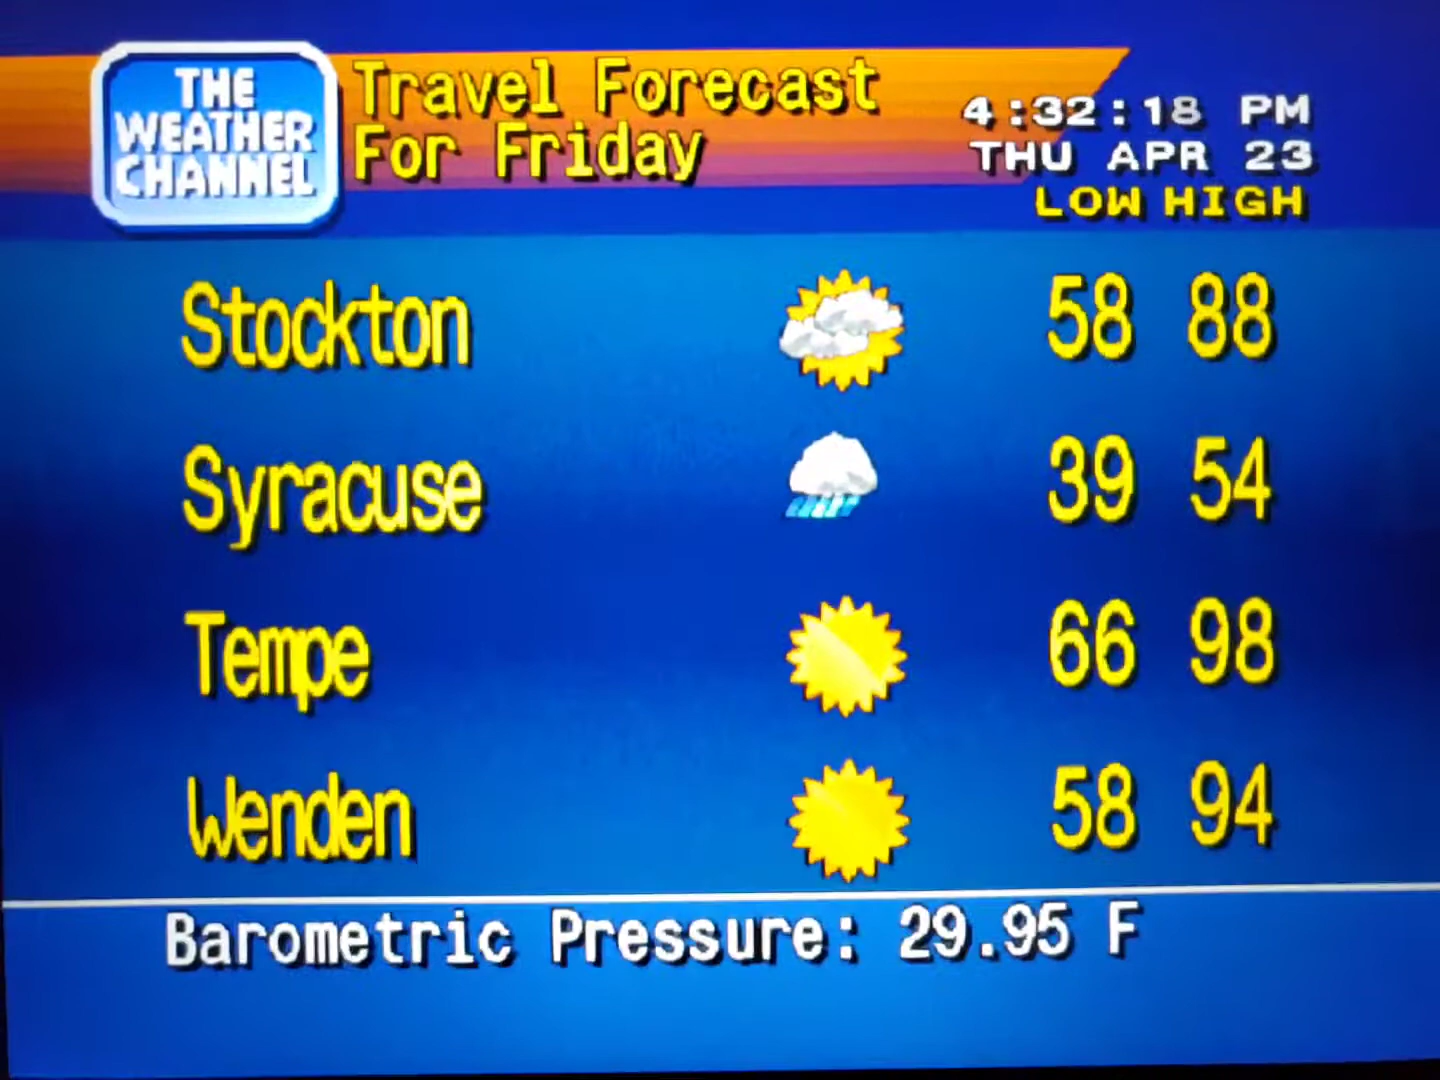 THE
WEATHER
CHANNEL
Travel Forecast
For Friday
4:32:18 PM
THU APR 23
LOW HIGH
Stockton 58 88
Syracuse 39 54
Tempe 66 98
Wenden 58 94
Barometric Pressure: 29.95 F